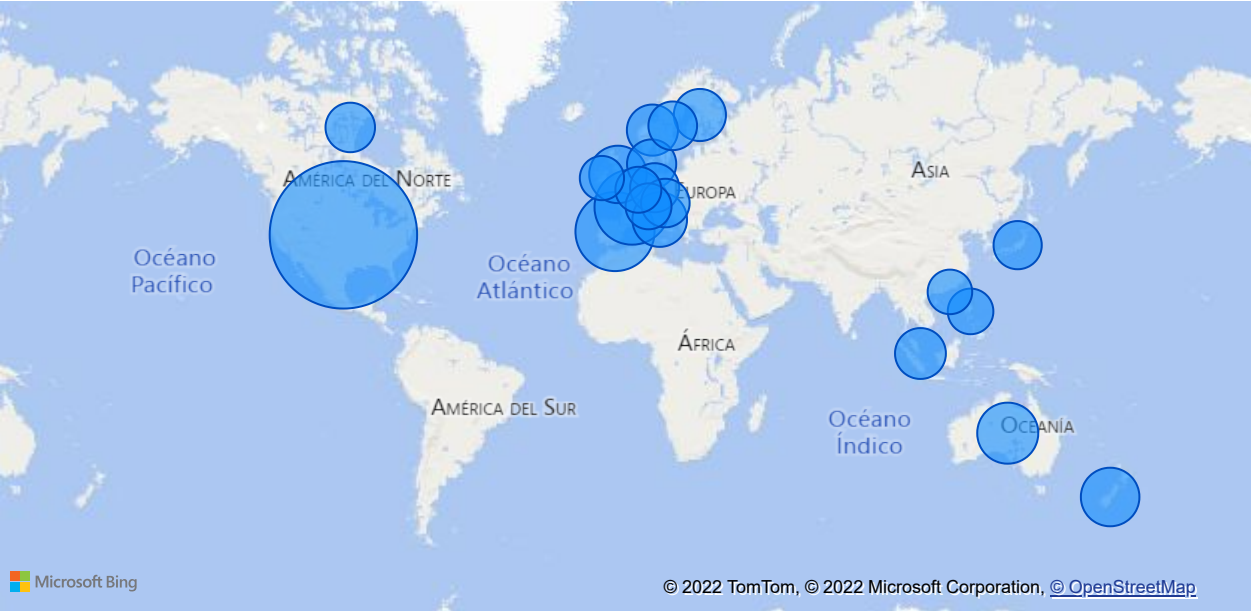 AMÉRICA DEL NORTE
ASIA
EUROPA
Océano
Pacífico
Océano
Atlántico
ÁFRICA
AMÉRICA DEL SUR
Océano
Índico
OCEANÍA
Microsoft Bing
© 2022 TomTom, © 2022 Microsoft Corporation, © OpenStreetMap